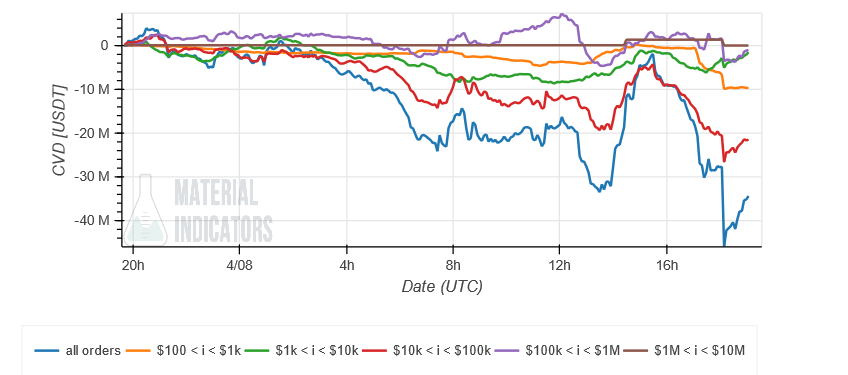 0
-10 M
-20 M
-30 M
-40 M
CVD [USDT]
MATERIAL
INDICATORS
20h 4/08 4h 8h 12h 16h
Date (UTC)
all orders $100 < i < $1k $1k < i < $10k $10k < i < $100k $100k < i < $1M $1M < i < $10M